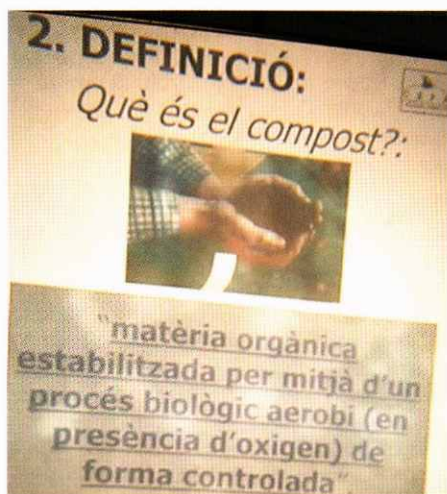 2. DEFINICIÓ:
Què és el compost?:
"matèria orgànica
estabilitzada per mitjà d'un
procés biològic aerobi (en
presència d'oxigen) de
forma controlada"